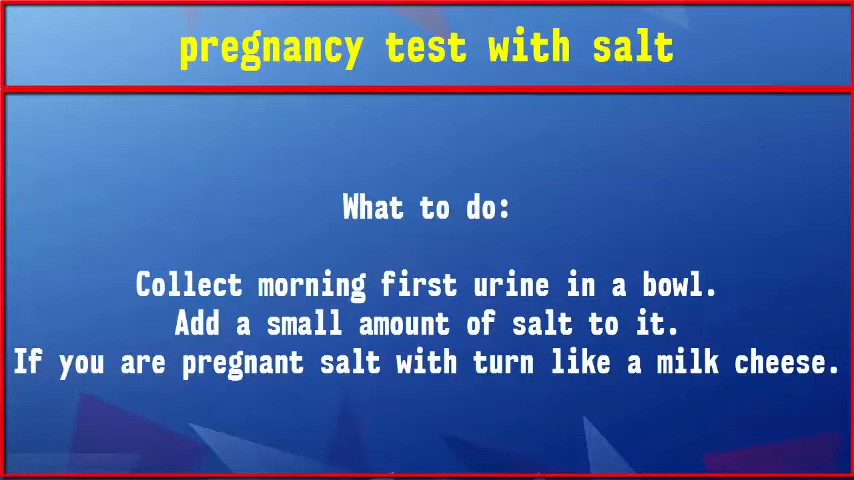 pregnancy test with salt
What to do:
Collect morning first urine in a bowl.
Add a small amount of salt to it.
If you are pregnant salt with turn like a milk cheese.